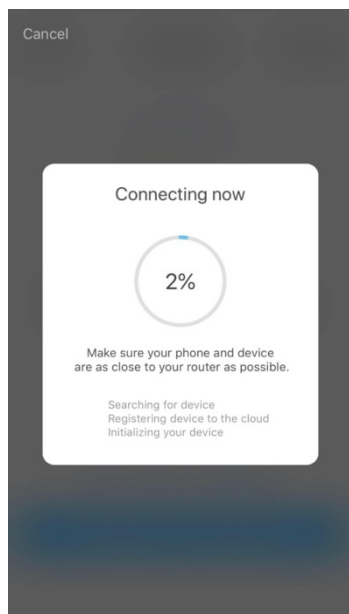 Cancel
Connecting now
2%
Make sure your phone and device
are as close to your router as possible.
Searching for device
Registering device to the cloud
Initializing your device